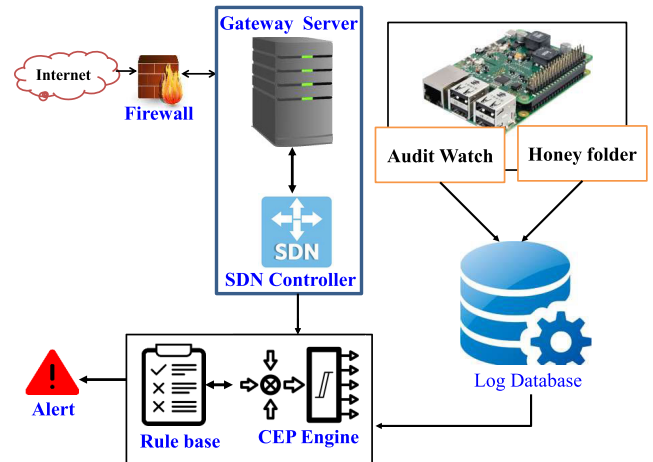 Gateway Server
Internet
Firewall
Audit Watch
Honey folder
SDN
SDN Controller
Log Database
Alert
Rule base
CEP Engine